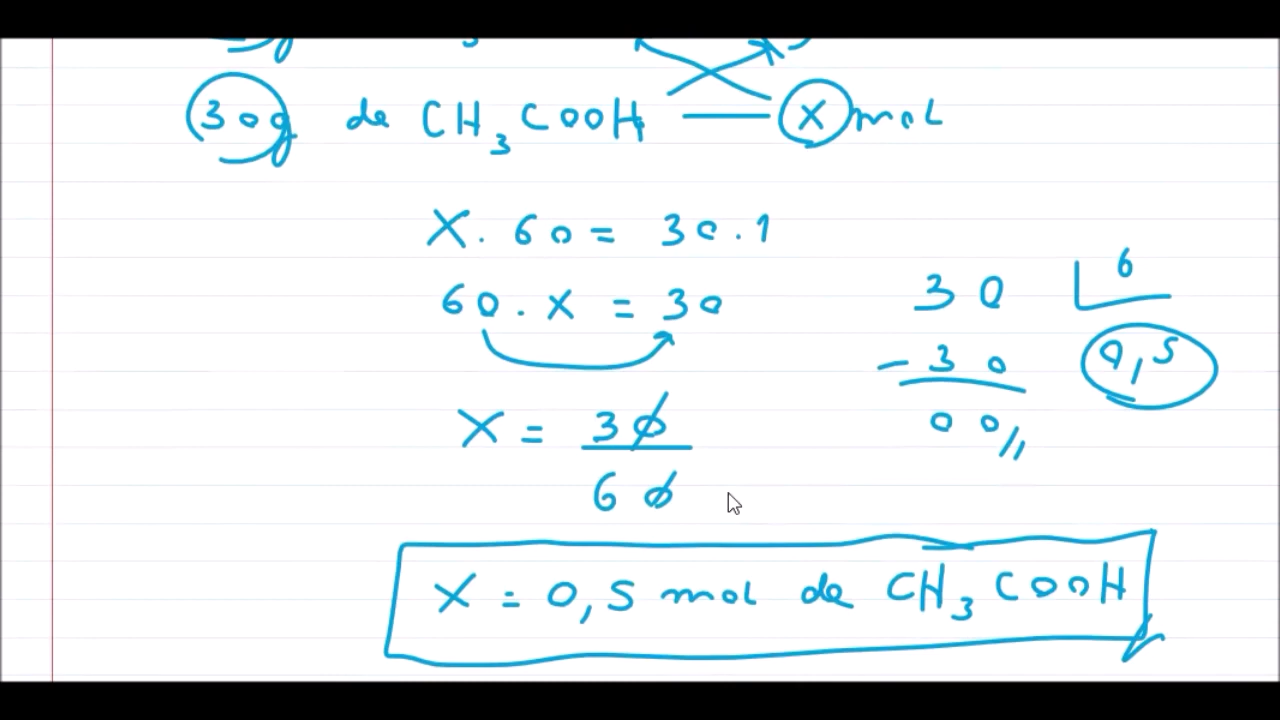 30g de CH₃COOH — X mol
X . 60 = 30 . 1
60 . X = 30
30 6
- 30 0,5
00
X = 30
60
X = 0,5 mol de CH₃COOH